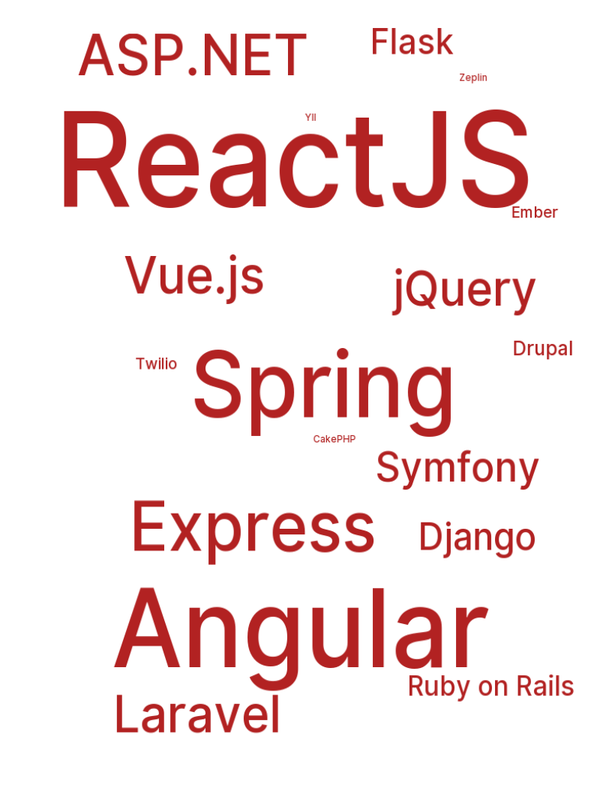 ASP.NET
Flask
Zeplin
YII
ReactJS
Ember
Vue.js
jQuery
Drupal
Twilio
Spring
CakePHP
Symfony
Express
Django
Angular
Ruby on Rails
Laravel